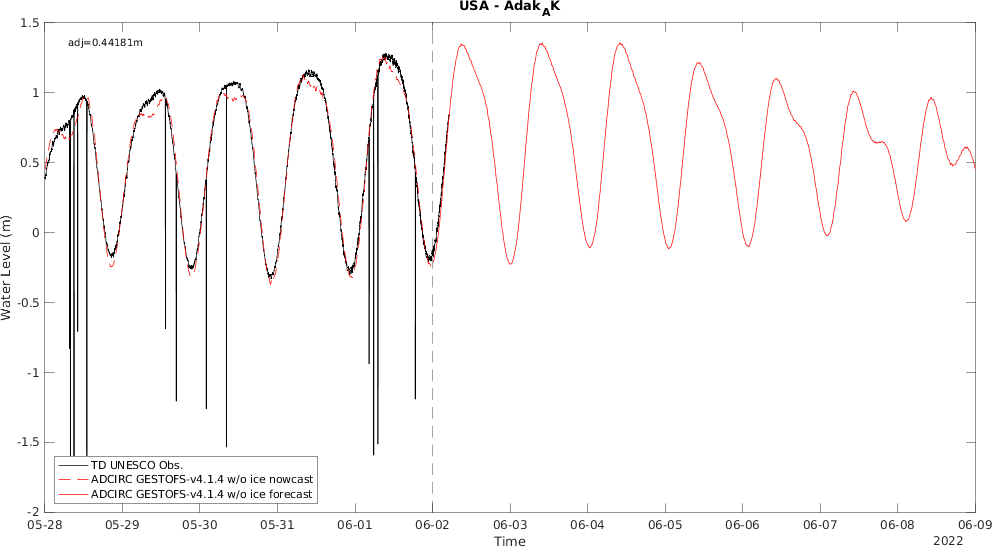 USA - Adak_AK
adj=0.44181m
1.5
1
0.5
0
-0.5
-1
-1.5
-2
Water Level (m)
TD UNESCO Obs.
ADCIRC GESTOFS-v4.1.4 w/o ice nowcast
ADCIRC GESTOFS-v4.1.4 w/o ice forecast
05-28 05-29 05-30 05-31 06-01 06-02 06-03 06-04 06-05 06-06 06-07 06-08 06-09
Time
2022